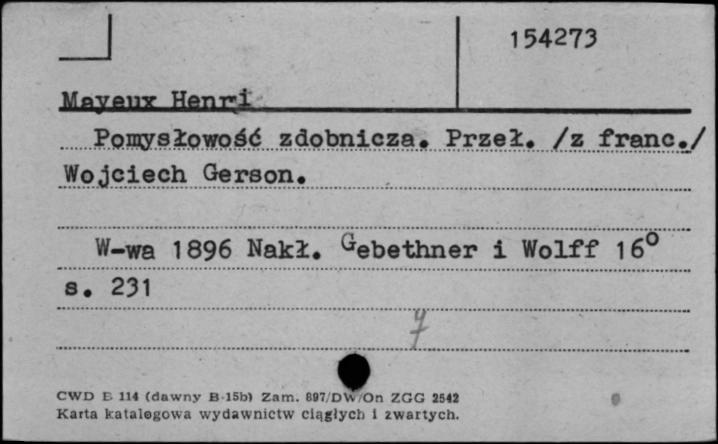 154273
Mayeux Henri
Pomysłowość zdobnicza. Przeł. /z franc./
Wojciech Gerson.
W-wa 1896 Nakł. Gebethner i Wolff 16°
s. 231
CWD B 114 (dawny B-15b) Zam. 897/DW/On ZGG 2542
Karta katalogowa wydawnictw ciągłych i zwartych.